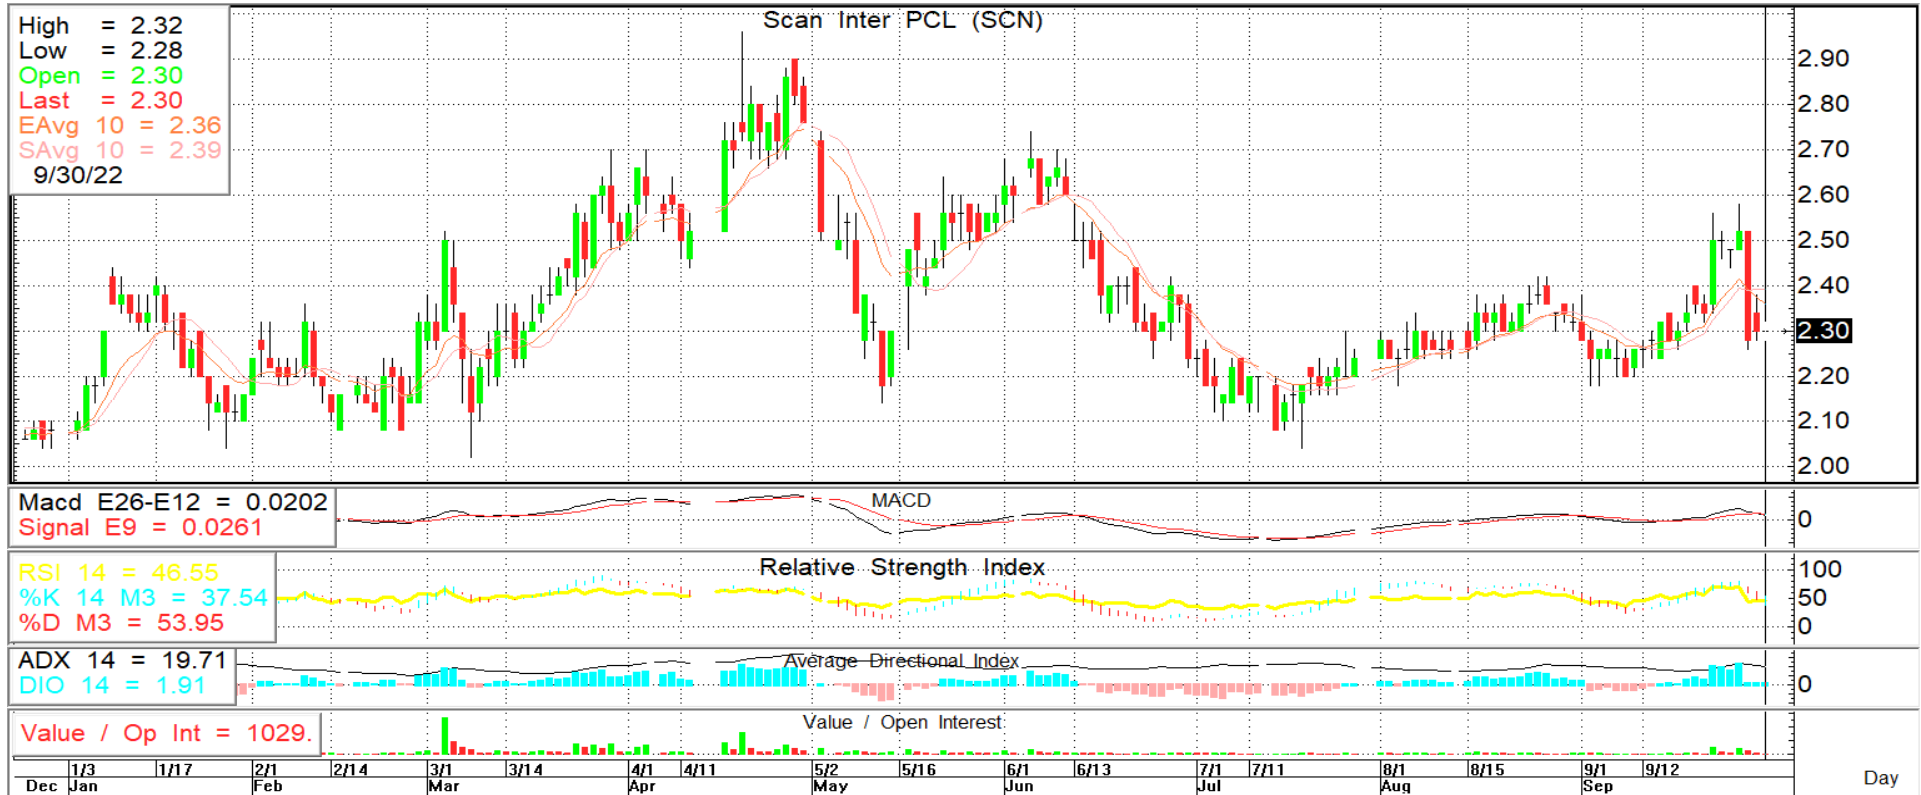 Scan Inter PCL (SCN)
High = 2.32
Low = 2.28
Open = 2.30
Last = 2.30
EAvg 10 = 2.36
SAvg 10 = 2.39
9/30/22
2.90
2.80
2.70
2.60
2.50
2.40
2.30
2.20
2.10
2.00
Macd E26-E12 = 0.0202
Signal E9 = 0.0261
MACD
0
RSI 14 = 46.55
%K 14 M3 = 37.54
%D M3 = 53.95
Relative Strength Index
100
50
0
ADX 14 = 19.71
DIO 14 = 1.91
Average Directional Index
0
Value / Op Int = 1029.
Value / Open Interest
1/3 1/17 2/1 2/14 3/1 3/14 4/1 4/11 5/2 5/16 6/1 6/13 7/1 7/11 8/1 8/15 9/1 9/12
Dec Jan Feb Mar Apr May Jun Jul Aug Sep
Day